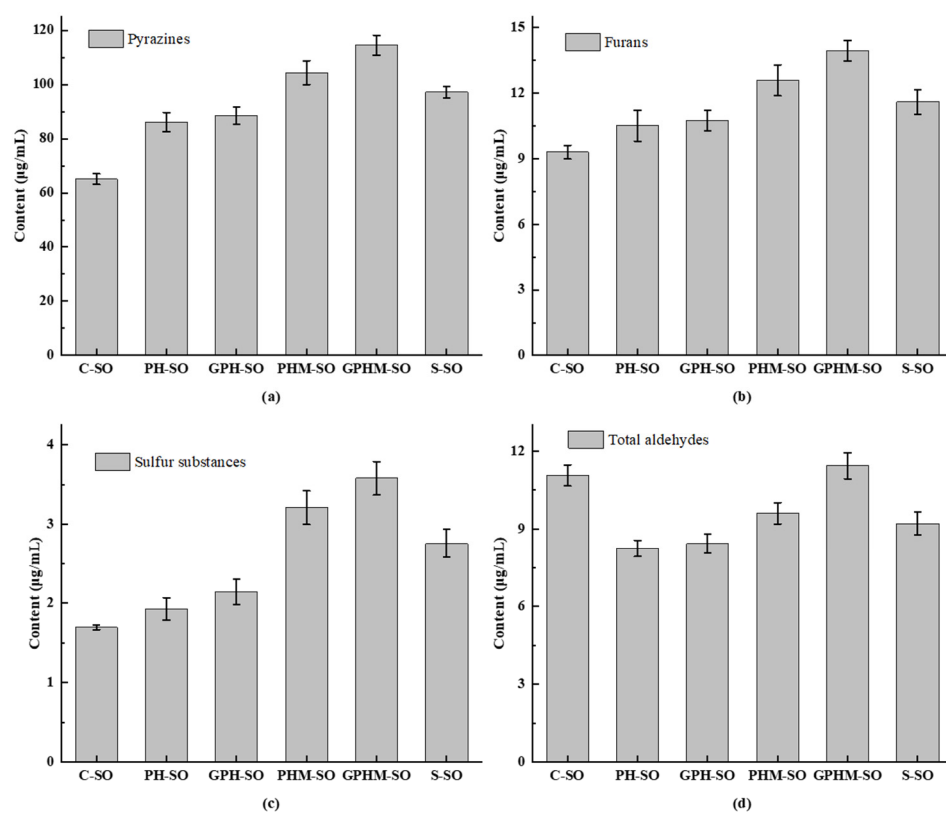 Pyrazines
Content (μg/mL)
120
100
80
60
40
20
0
C-SO PH-SO GPH-SO PHM-SO GPHM-SO S-SO
(a)
Furans
Content (μg/mL)
15
12
9
6
3
0
C-SO PH-SO GPH-SO PHM-SO GPHM-SO S-SO
(b)
Sulfur substances
Content (μg/mL)
4
3
2
1
0
C-SO PH-SO GPH-SO PHM-SO GPHM-SO S-SO
(c)
Total aldehydes
Content (μg/mL)
12
9
6
3
0
C-SO PH-SO GPH-SO PHM-SO GPHM-SO S-SO
(d)